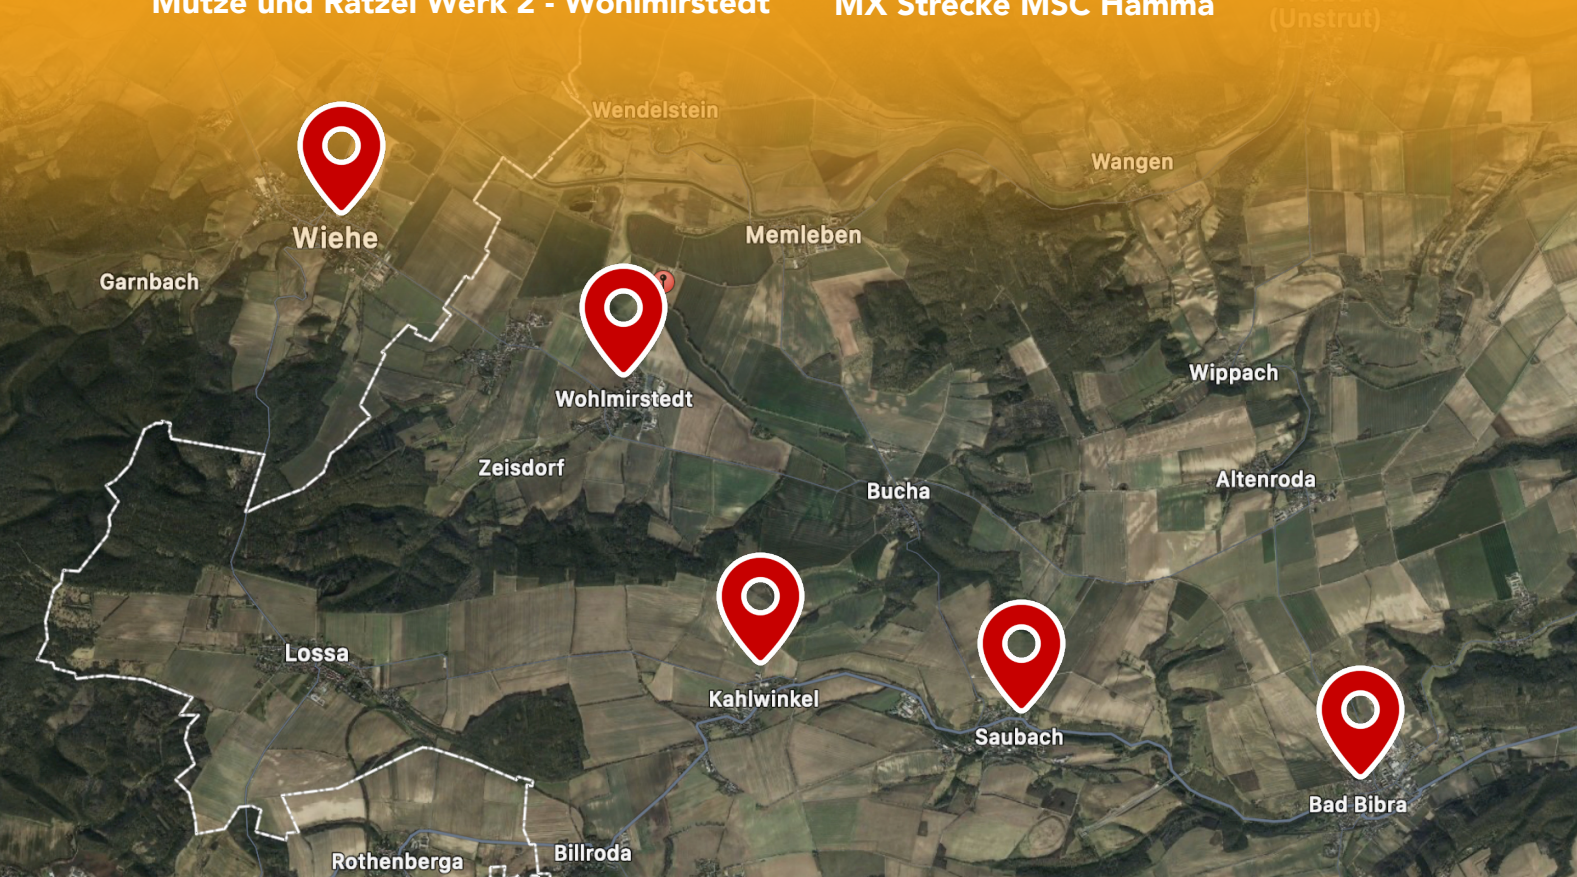 Mütze und Rätzel Werk 2 - Wohlmirstedt
MX Strecke MSC Hamma
(Unstrut)
Wendelstein
Wangen
Wiehe
Memleben
Garnbach
Wippach
Wohlmirstedt
Zeisdorf
Altenroda
Bucha
Lossa
Kahlwinkel
Saubach
Bad Bibra
Billroda
Rothenberga